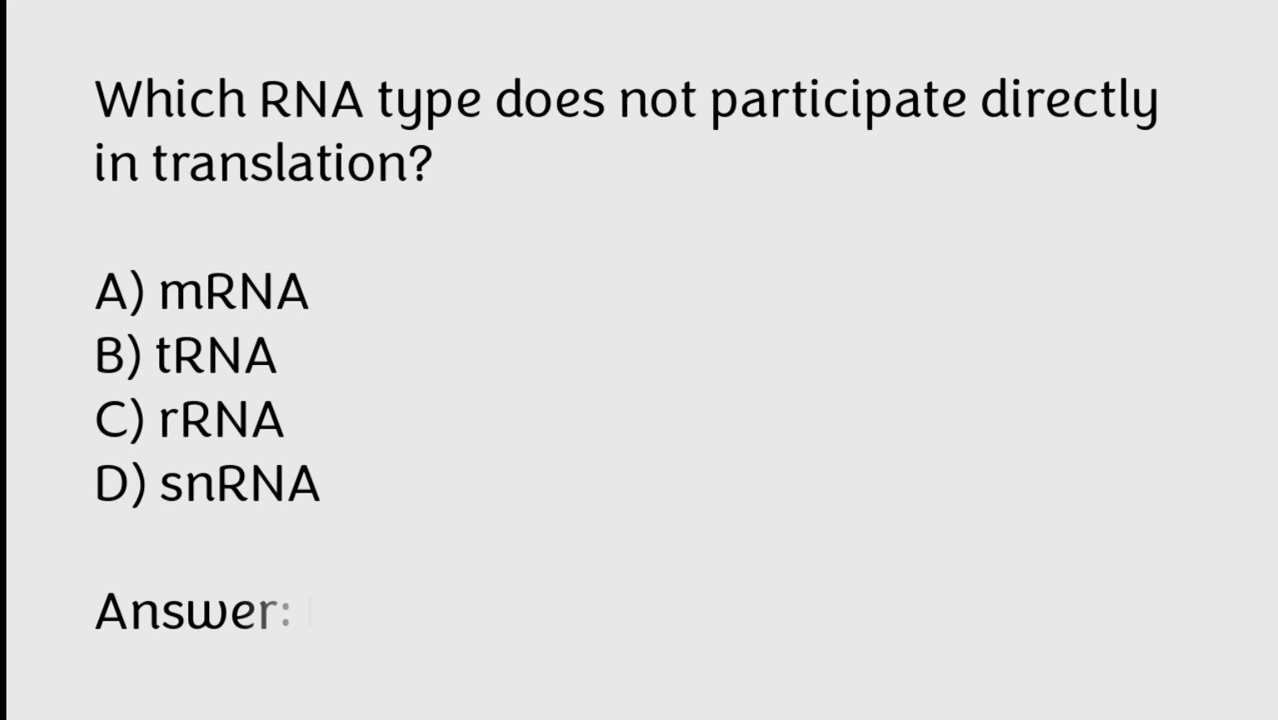 Which RNA type does not participate directly
in translation?
A) mRNA
B) tRNA
C) rRNA
D) snRNA
Answer: